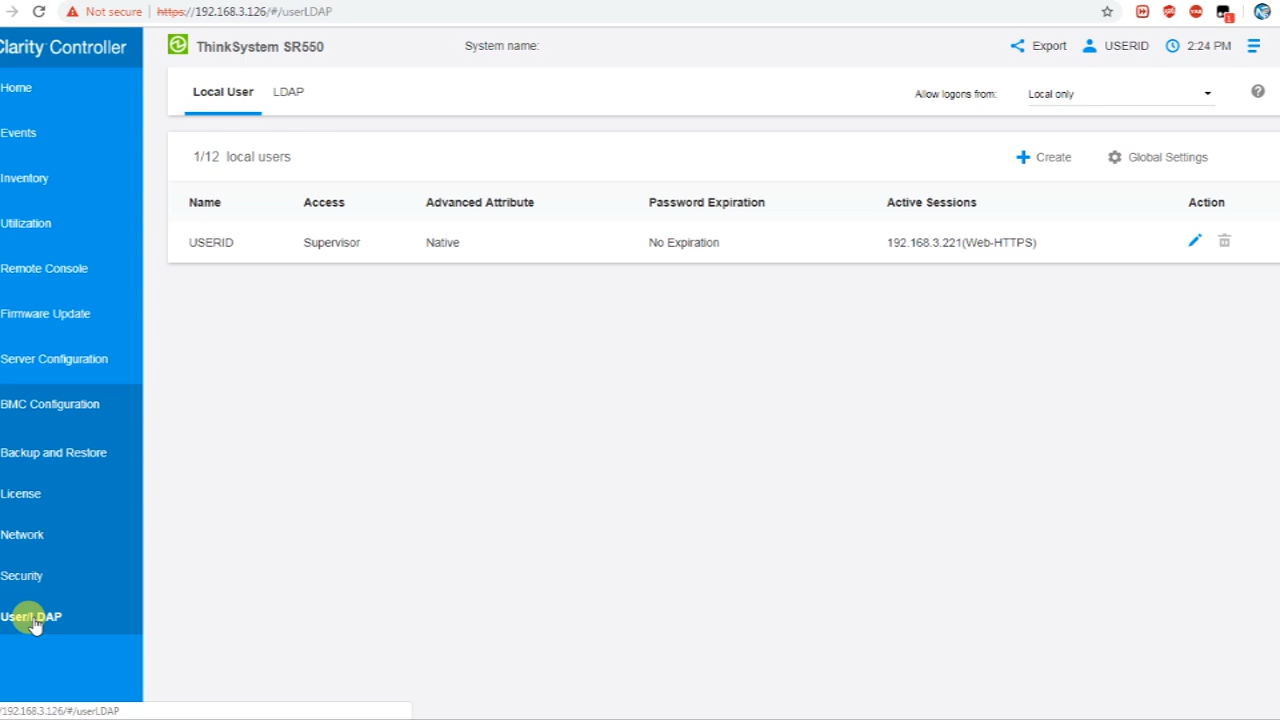 Not secure | https://192.168.3.126/#/userLDAP
Clarity Controller
ThinkSystem SR550
System name:
Export
USERID
2:24 PM
Home
Events
Inventory
Utilization
Remote Console
Firmware Update
Server Configuration
BMC Configuration
Backup and Restore
License
Network
Security
User/LDAP
Local User LDAP
Allow logons from: Local only
1/12 local users
Create
Global Settings
Name Access Advanced Attribute Password Expiration Active Sessions Action
USERID Supervisor Native No Expiration 192.168.3.221(Web-HTTPS)
/192.168.3.126/#/userLDAP